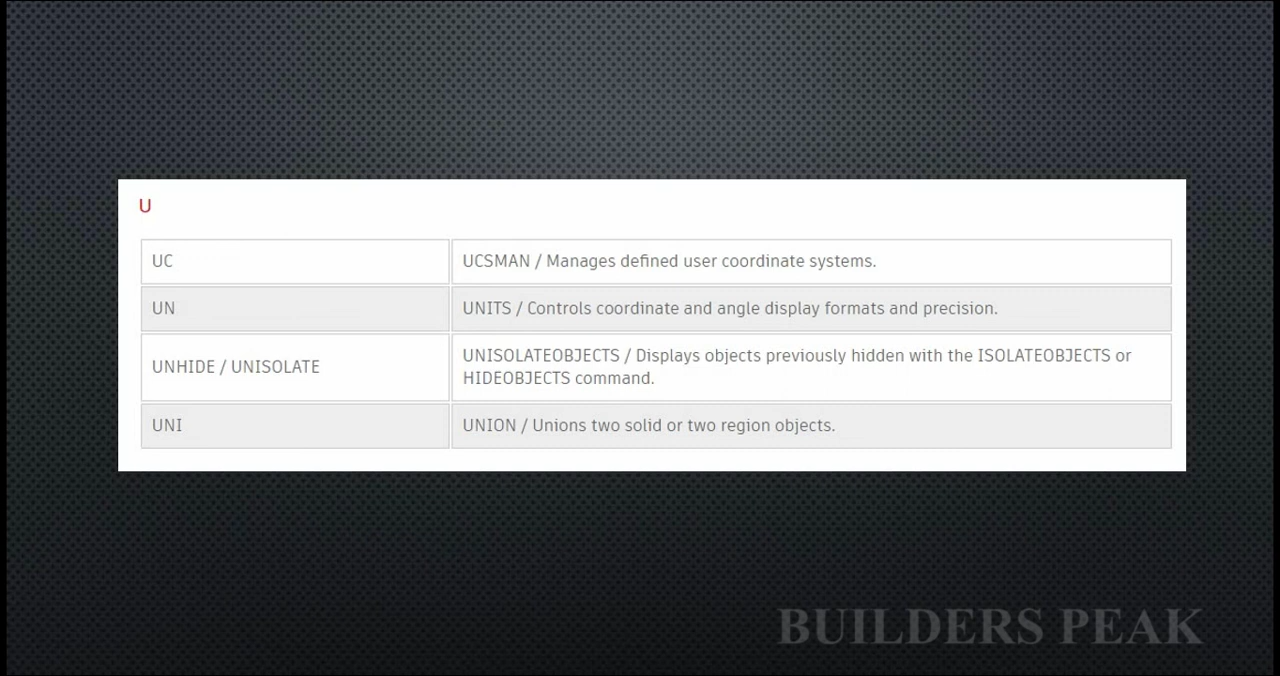 U
UC
UCSMAN / Manages defined user coordinate systems.
UN
UNITS / Controls coordinate and angle display formats and precision.
UNHIDE / UNISOLATE
UNISOLATEOBJECTS / Displays objects previously hidden with the ISOLATEOBJECTS or
HIDEOBJECTS command.
UNI
UNION / Unions two solid or two region objects.
BUILDERS PEAK